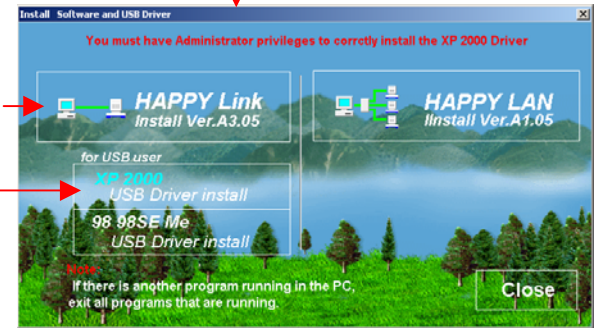 Install Software and USB Driver
You must have Administrator privileges to corrctly install the XP 2000 Driver
HAPPY Link
Install Ver.A3.05
HAPPY LAN
IInstall Ver.A1.05
for USB user
XP 2000
USB Driver install
98 98SE Me
USB Driver install
Note:
If there is another program running in the PC,
exit all programs that are running.
Close